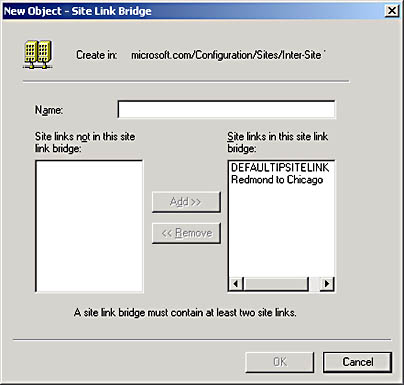 New Object - Site Link Bridge
Create in: microsoft.com/Configuration/Sites/Inter-Site
Name:
Site links not in this site
link bridge:
Site links in this site link
bridge:
DEFAULTIPSITELINK
Redmond to Chicago
Add >>
<< Remove
A site link bridge must contain at least two site links.
OK
Cancel